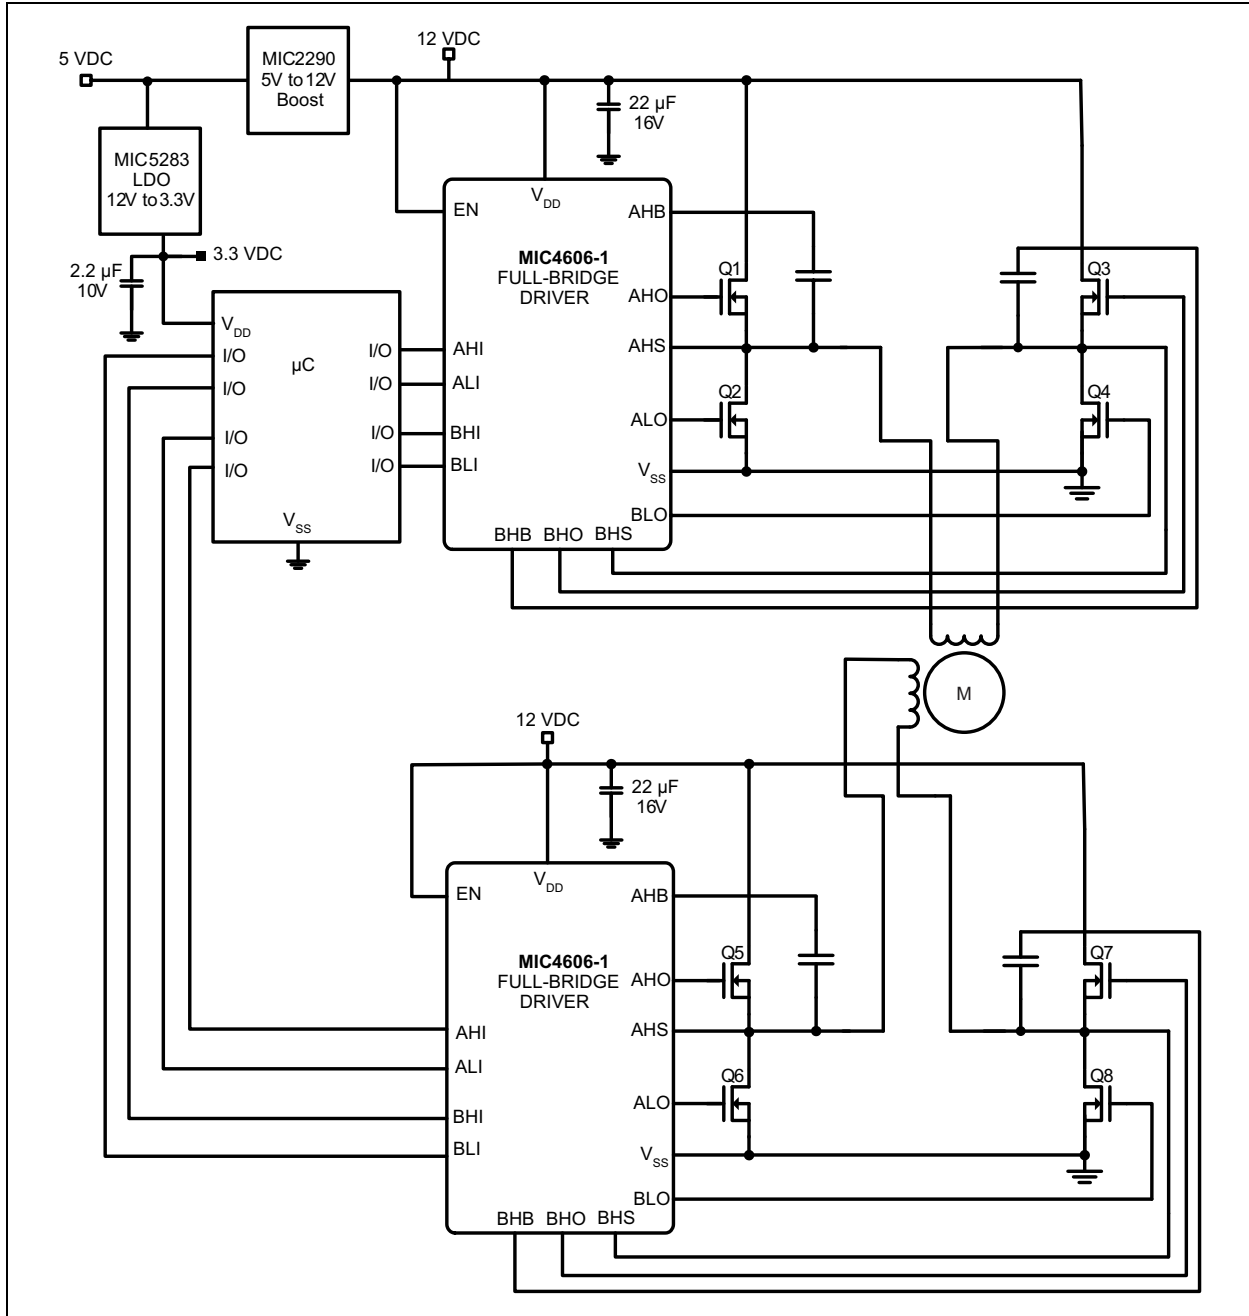 5 VDC
MIC2290
5V to 12V
Boost
12 VDC
22 µF
16V
MIC5283
LDO
12V to 3.3V
3.3 VDC
2.2 µF
10V
EN
VDD
AHB
MIC4606-1
FULL-BRIDGE
DRIVER
AHO
AHS
ALO
VSS
BLO
AHI
ALI
BHI
BLI
BHB
BHO
BHS
Q1
Q2
Q3
Q4
VDD
I/O
I/O
I/O
I/O
µC
I/O
I/O
I/O
I/O
VSS
M
12 VDC
22 µF
16V
EN
VDD
AHB
MIC4606-1
FULL-BRIDGE
DRIVER
AHO
AHS
ALO
VSS
BLO
AHI
ALI
BHI
BLI
BHB
BHO
BHS
Q5
Q6
Q7
Q8